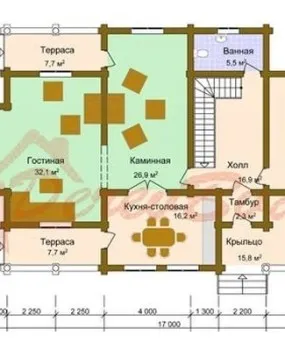 Терраса
7,7 м²
Ванная
5,5 м²
Гостиная
32,1 м²
Каминная
26,9 м²
Холл
16,9 м²
Кухня-столовая
16,2 м²
Тамбур
2,3 м²
Терраса
7,7 м²
Крыльцо
15,8 м²
2 250
2 250
4 000
1 300
2 200
17 000